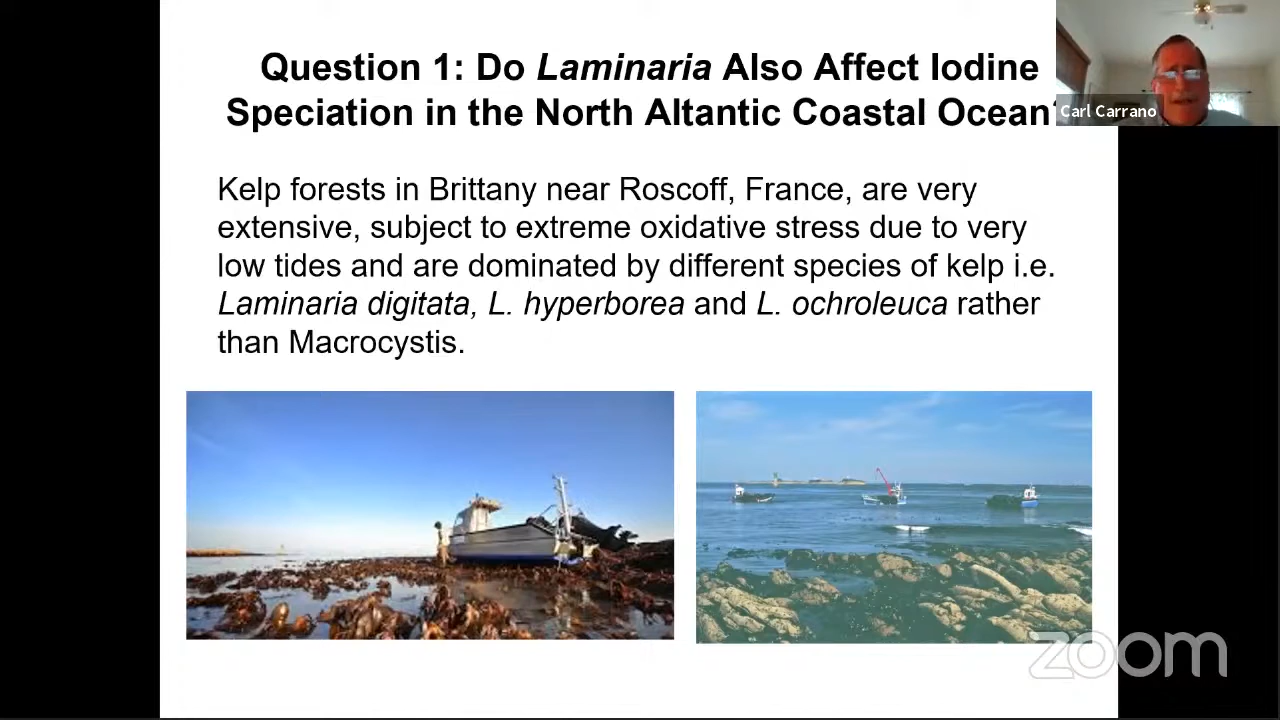 Question 1: Do Laminaria Also Affect Iodine
Speciation in the North Altantic Coastal Ocean?
Carl Carrano
Kelp forests in Brittany near Roscoff, France, are very
extensive, subject to extreme oxidative stress due to very
low tides and are dominated by different species of kelp i.e.
Laminaria digitata, L. hyperborea and L. ochroleuca rather
than Macrocystis.
zoom